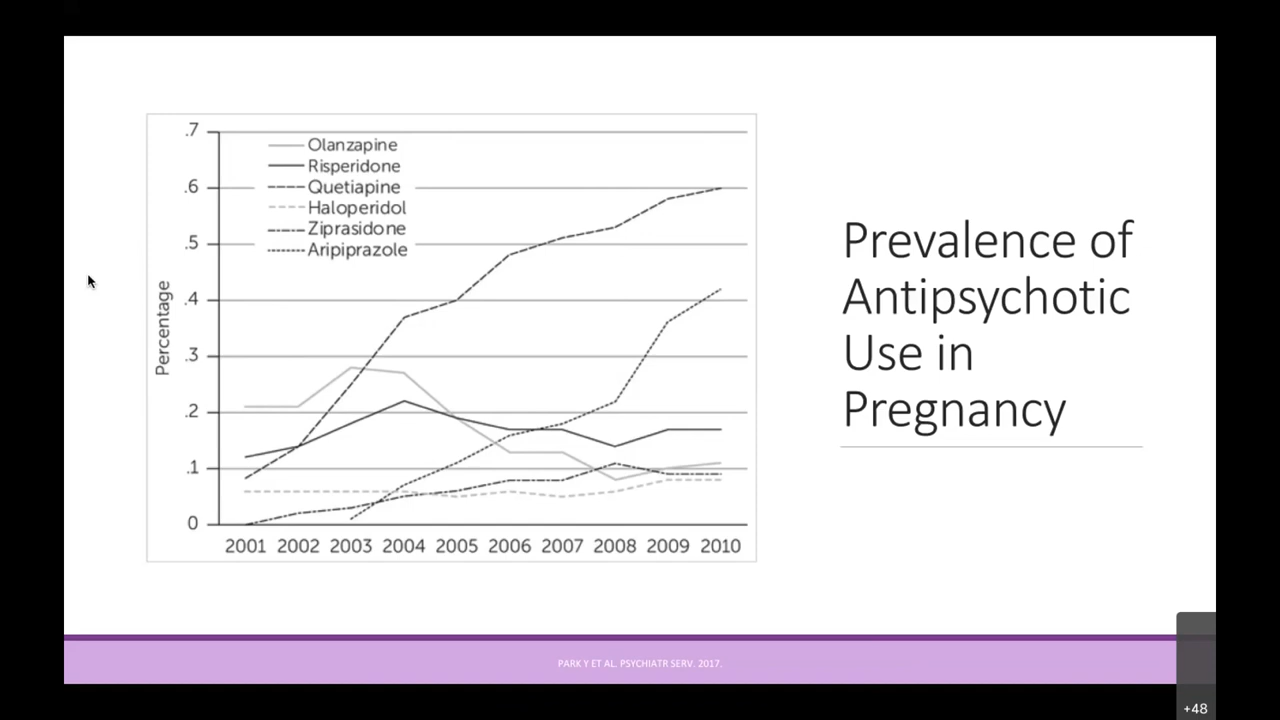 .7
.6
.5
.4
.3
.2
.1
0
Percentage
Olanzapine
Risperidone
Quetiapine
Haloperidol
Ziprasidone
Aripiprazole
2001 2002 2003 2004 2005 2006 2007 2008 2009 2010
Prevalence of
Antipsychotic
Use in
Pregnancy
PARK Y ET AL. PSYCHIATR SERV. 2017.
+48